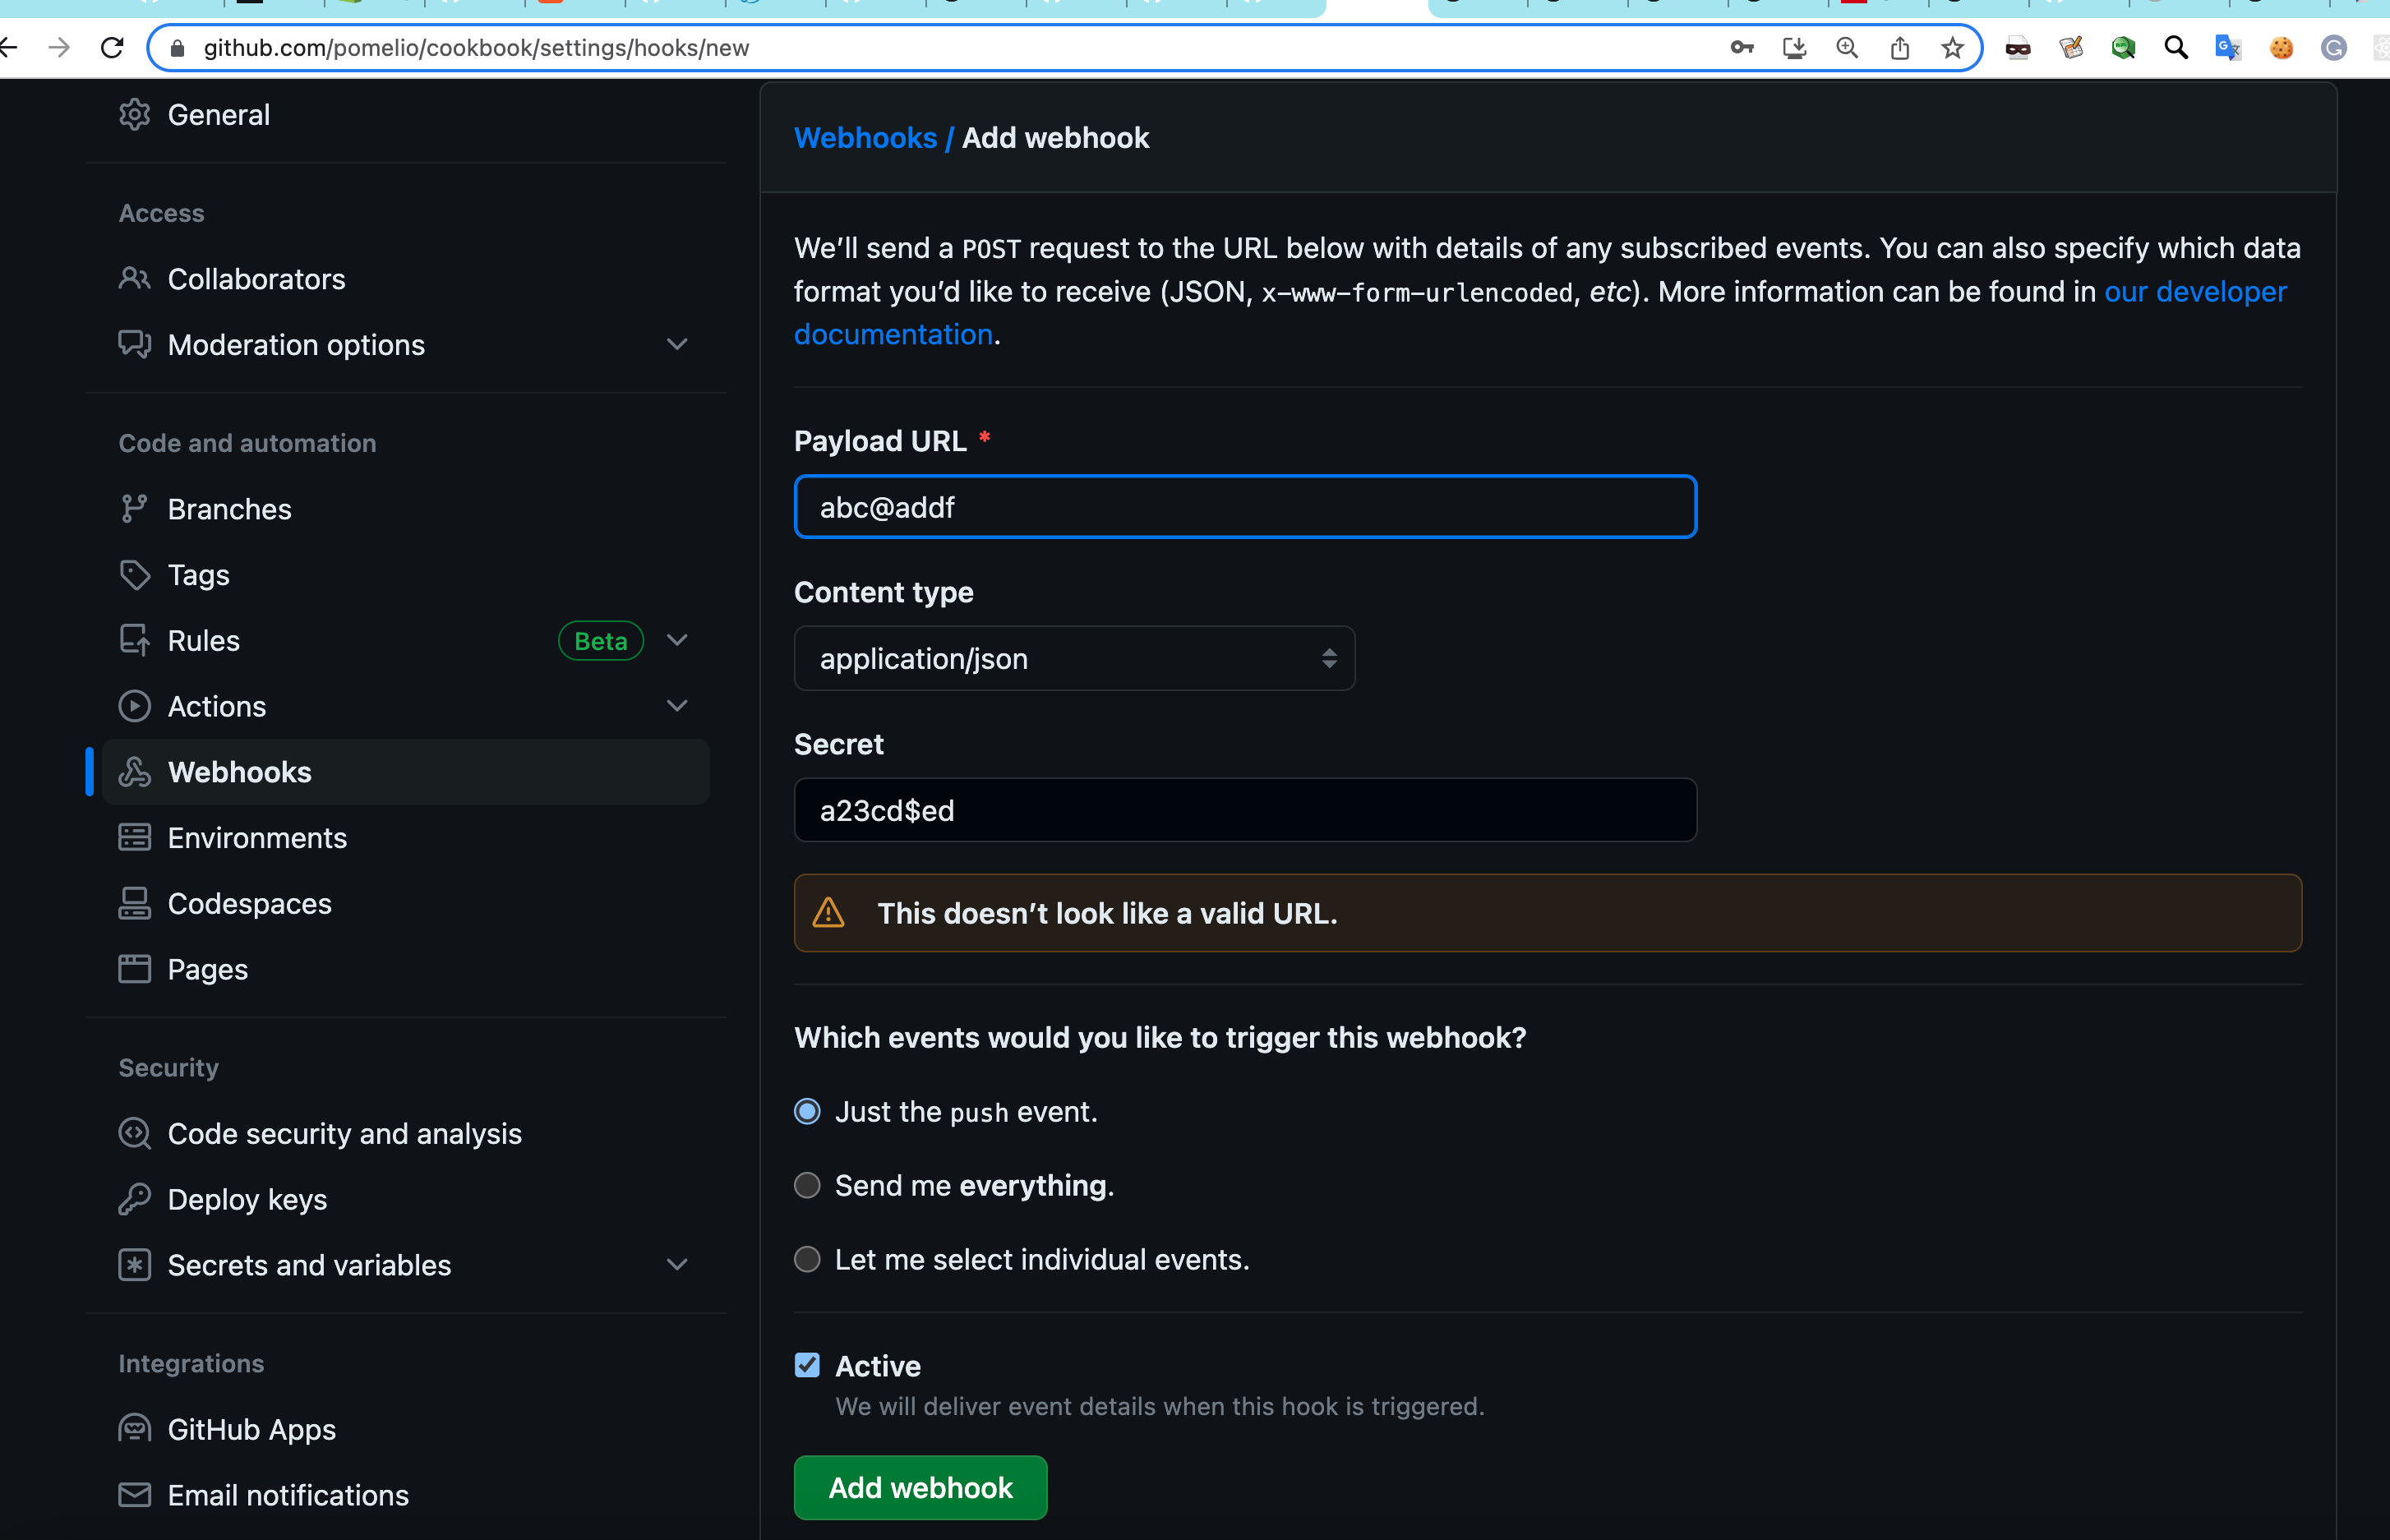 github.com/pomelio/cookbook/settings/hooks/new
General
Access
Collaborators
Moderation options
Code and automation
Branches
Tags
Rules Beta
Actions
Webhooks
Environments
Codespaces
Pages
Security
Code security and analysis
Deploy keys
Secrets and variables
Integrations
GitHub Apps
Email notifications
Webhooks / Add webhook
We’ll send a POST request to the URL below with details of any subscribed events. You can also specify which data
format you’d like to receive (JSON, x-www-form-urlencoded, etc). More information can be found in our developer
documentation.
Payload URL *
abc@addf
Content type
application/json
Secret
a23cd$ed
This doesn’t look like a valid URL.
Which events would you like to trigger this webhook?
Just the push event.
Send me everything.
Let me select individual events.
Active
We will deliver event details when this hook is triggered.
Add webhook